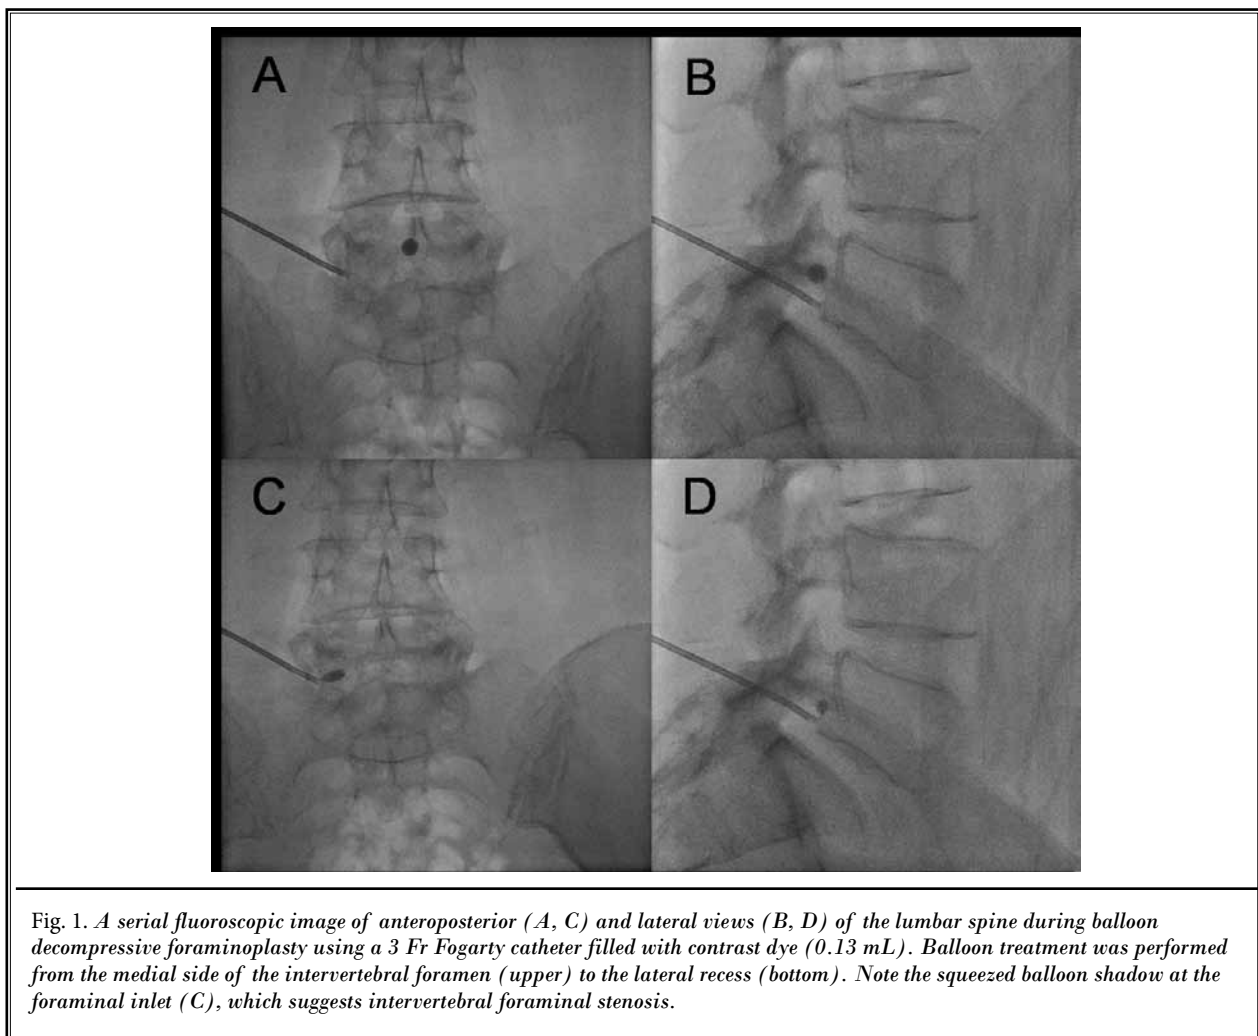 A
B
C
D
Fig. 1. A serial fluoroscopic image of anteroposterior (A, C) and lateral views (B, D) of the lumbar spine during balloon
decompressive foraminoplasty using a 3 Fr Fogarty catheter filled with contrast dye (0.13 mL). Balloon treatment was performed
from the medial side of the intervertebral foramen (upper) to the lateral recess (bottom). Note the squeezed balloon shadow at the
foraminal inlet (C), which suggests intervertebral foraminal stenosis.